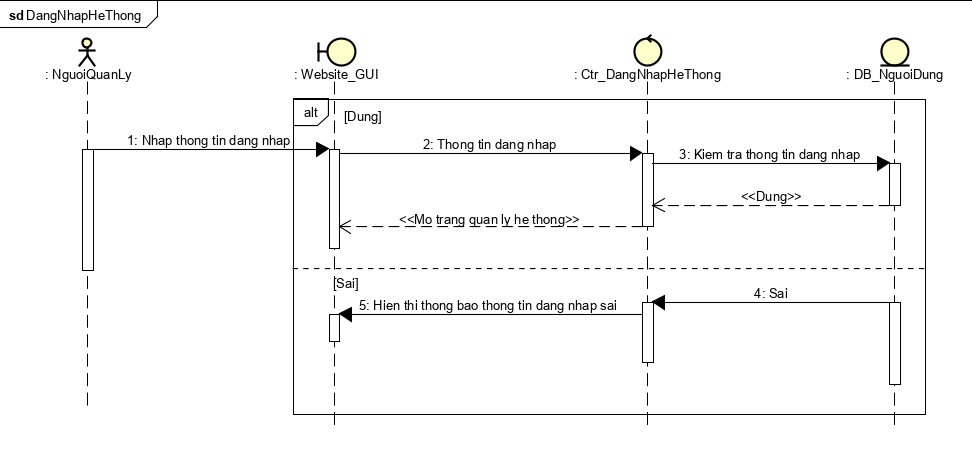 sd DangNhapHeThong
: NguoiQuanLy
: Website_GUI
: Ctr_DangNhapHeThong
: DB_NguoiDung
alt
[Dung]
1: Nhap thong tin dang nhap
2: Thong tin dang nhap
3: Kiem tra thong tin dang nhap
<<Dung>>
<<Mo trang quan ly he thong>>
[Sai]
4: Sai
5: Hien thi thong bao thong tin dang nhap sai